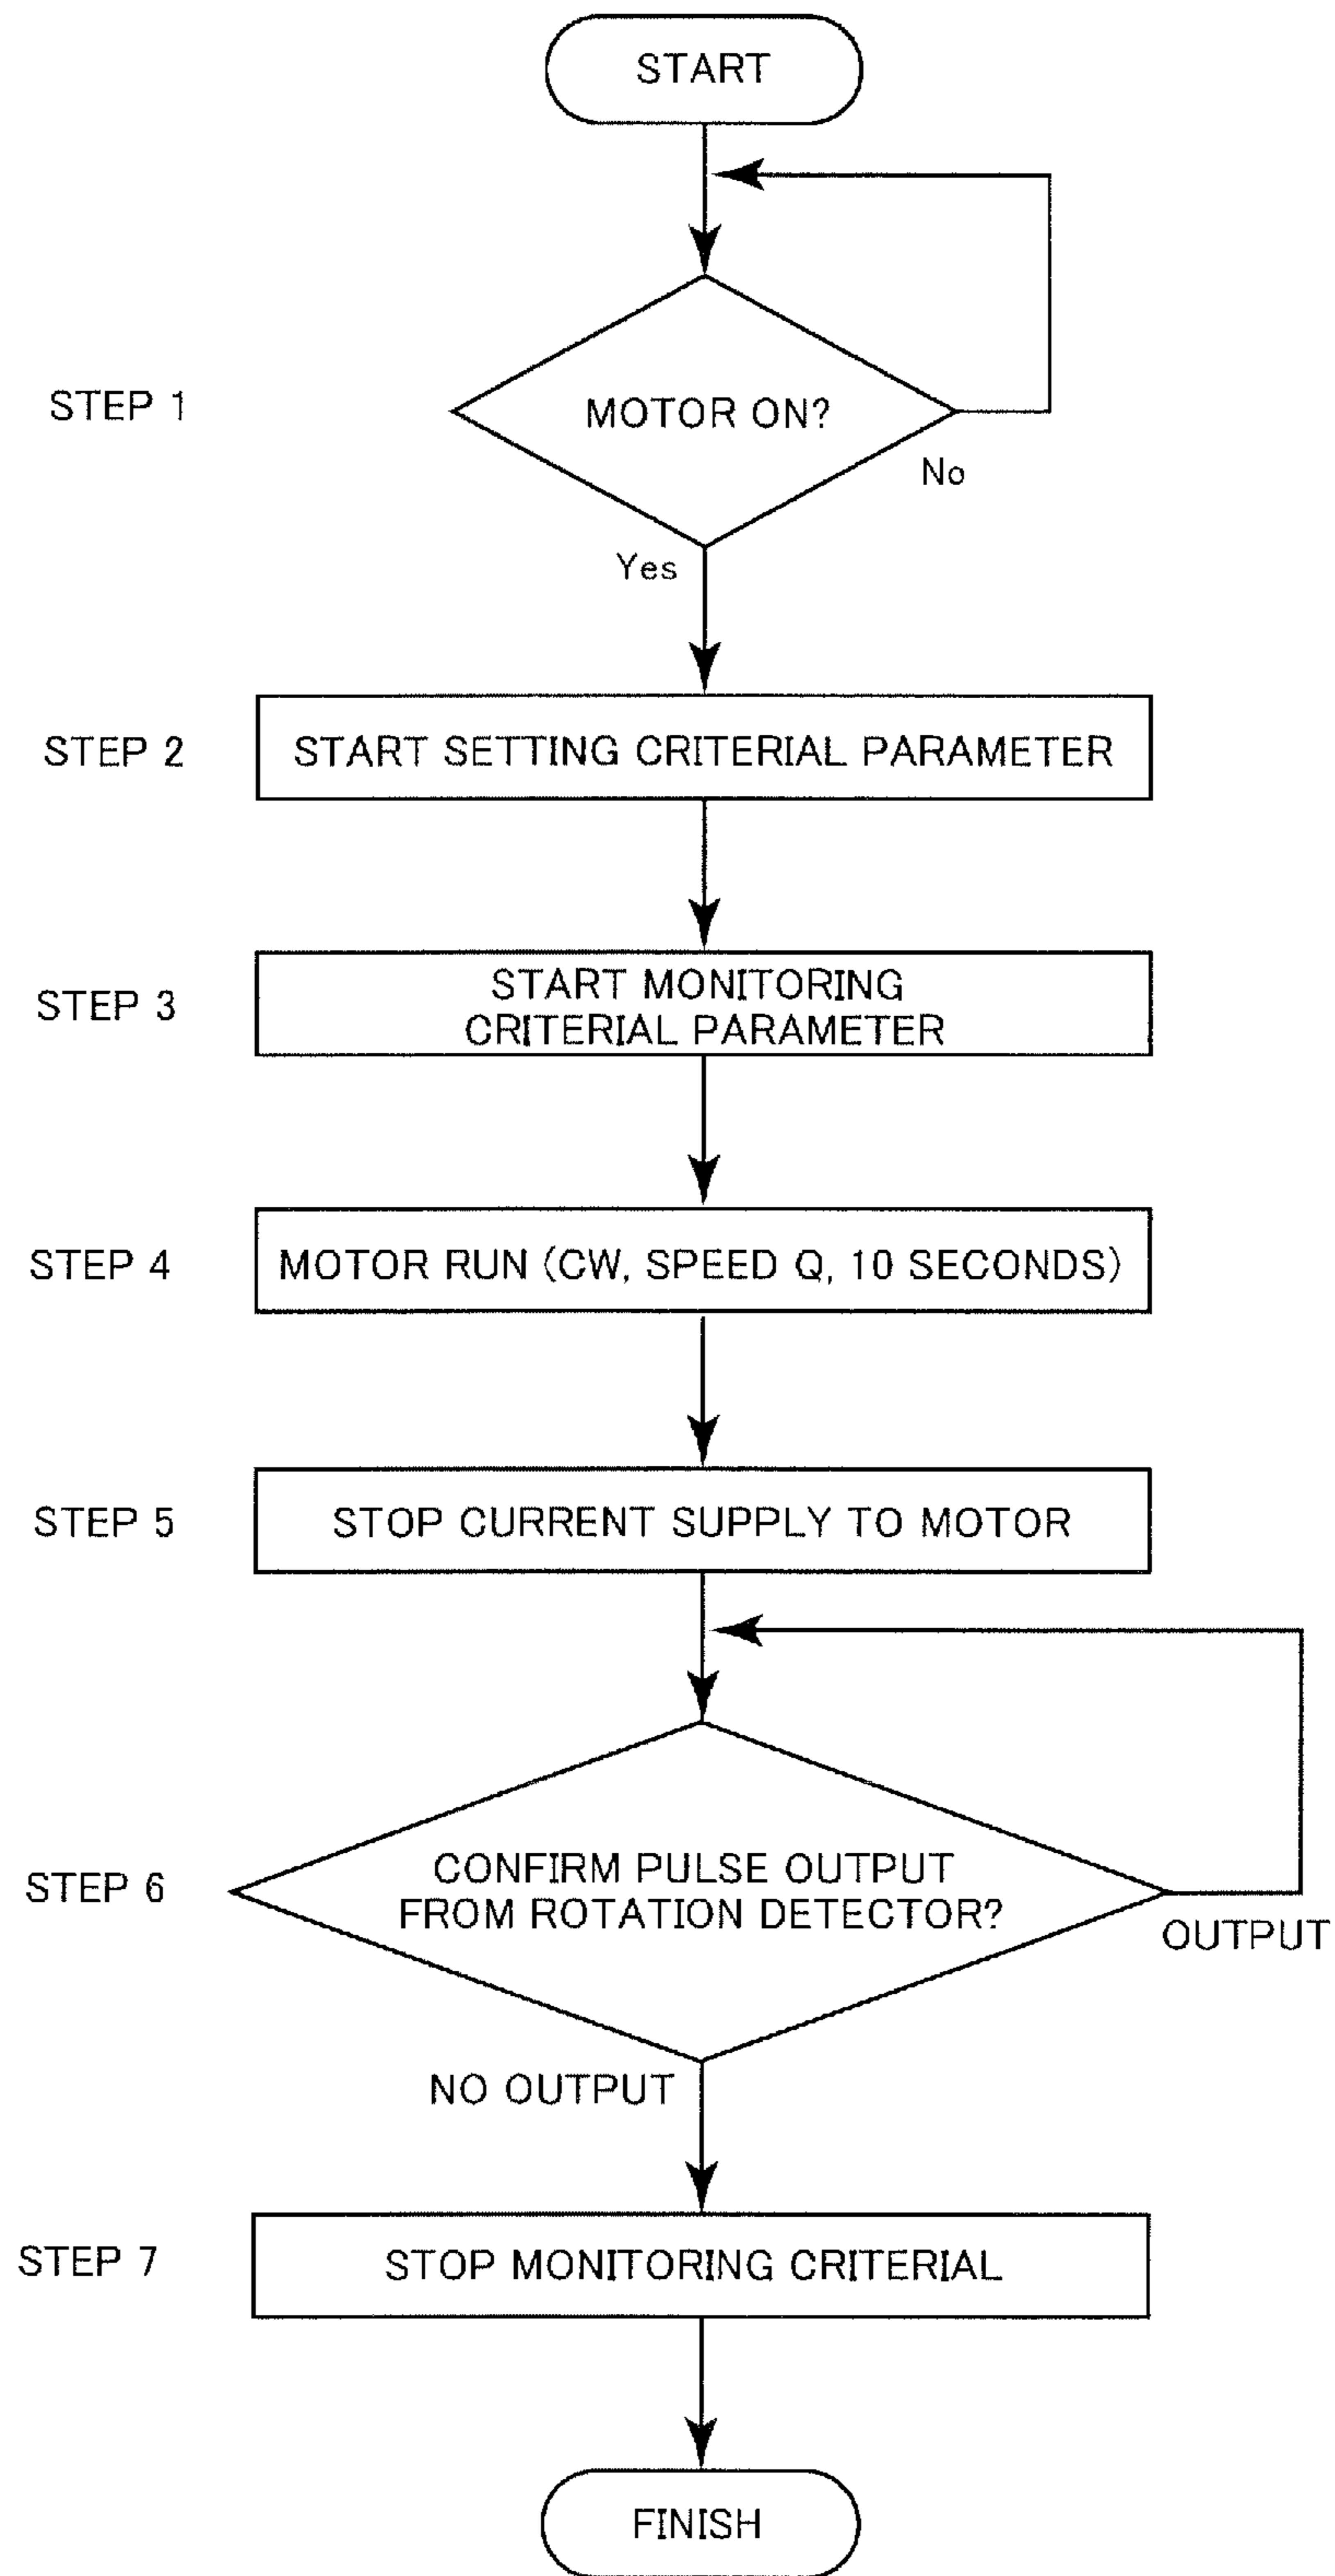 START
STEP 1
MOTOR ON?
No
Yes
STEP 2
START SETTING CRITERIAL PARAMETER
STEP 3
START MONITORING
CRITERIAL PARAMETER
STEP 4
MOTOR RUN (CW, SPEED Q, 10 SECONDS)
STEP 5
STOP CURRENT SUPPLY TO MOTOR
STEP 6
CONFIRM PULSE OUTPUT
FROM ROTATION DETECTOR?
OUTPUT
NO OUTPUT
STEP 7
STOP MONITORING CRITERIAL
FINISH